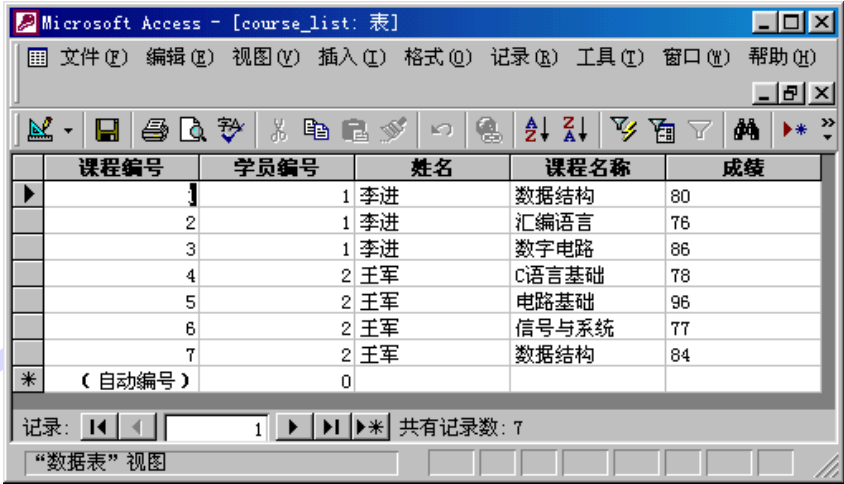 Microsoft Access - [course_list: 表]
文件(F) 编辑(E) 视图(V) 插入(I) 格式(O) 记录(R) 工具(T) 窗口(W) 帮助(H)
课程编号 学员编号 姓名 课程名称 成绩
1 1 李进 数据结构 80
2 1 李进 汇编语言 76
3 1 李进 数字电路 86
4 2 王军 C语言基础 78
5 2 王军 电路基础 96
6 2 王军 信号与系统 77
7 2 王军 数据结构 84
(自动编号) 0
记录: 1 共有记录数: 7
“数据表”视图